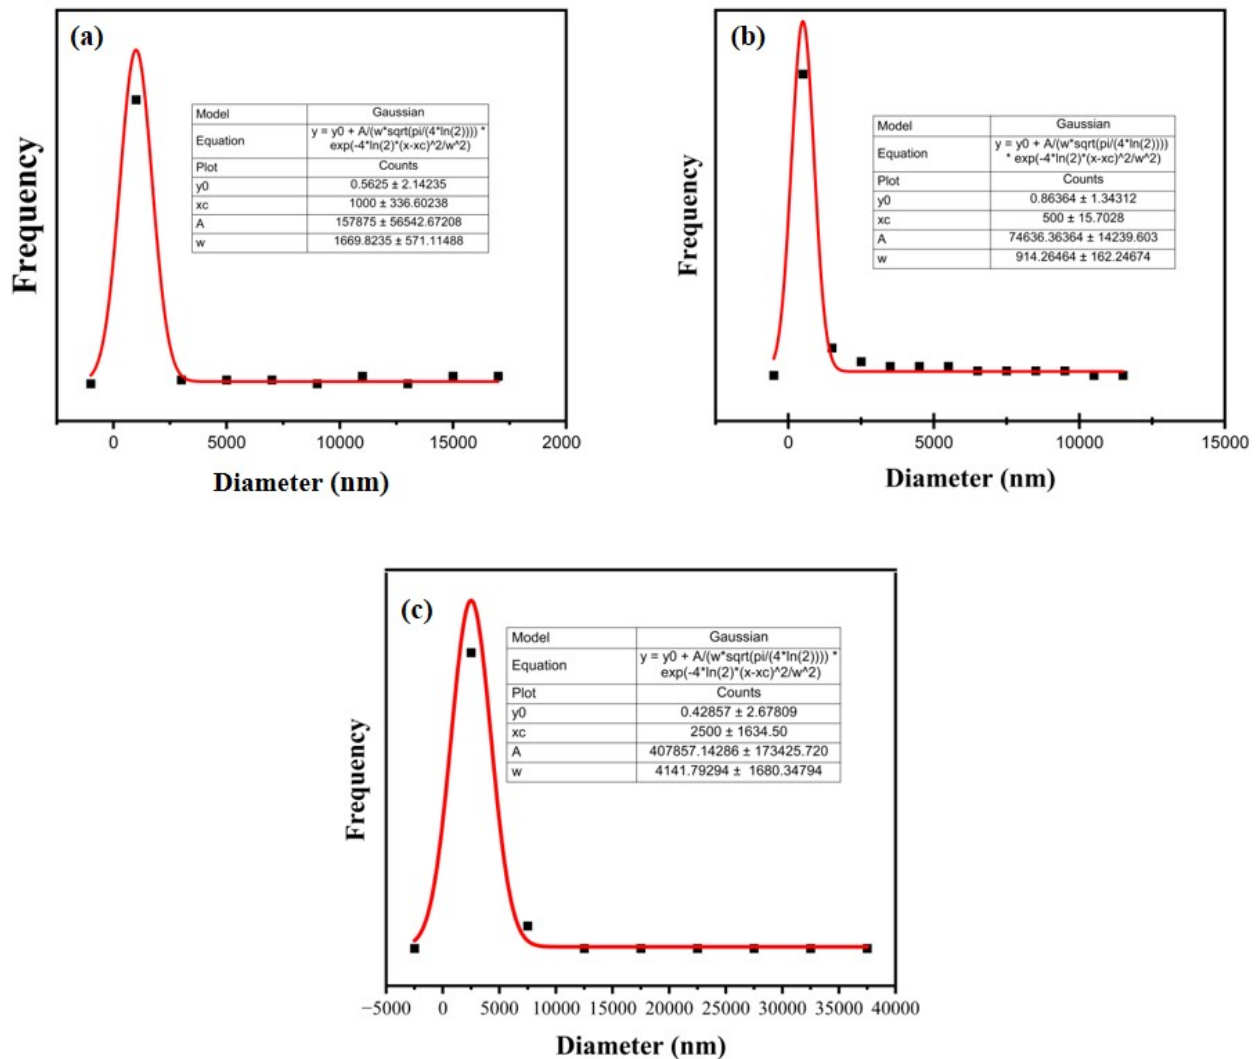 (a)
Frequency
Model Gaussian
Equation y = y0 + A/(w*sqrt(pi/(4*ln(2)))) *
exp(-4*ln(2)*(x-xc)^2/w^2)
Plot Counts
y0 0.5625 ± 2.14235
xc 1000 ± 336.60238
A 157875 ± 56542.67208
w 1669.8235 ± 571.11488
0 5000 10000 15000 2000
Diameter (nm)
(b)
Frequency
Model Gaussian
Equation y = y0 + A/(w*sqrt(pi/(4*ln(2))))
* exp(-4*ln(2)*(x-xc)^2/w^2)
Plot Counts
y0 0.86364 ± 1.34312
xc 500 ± 15.7028
A 74636.36364 ± 14239.603
w 914.26464 ± 162.24674
0 5000 10000 15000
Diameter (nm)
(c)
Frequency
Model Gaussian
Equation y = y0 + A/(w*sqrt(pi/(4*ln(2)))) *
exp(-4*ln(2)*(x-xc)^2/w^2)
Plot Counts
y0 0.42857 ± 2.67809
xc 2500 ± 1634.50
A 407857.14286 ± 173425.720
w 4141.79294 ± 1680.34794
−5000 0 5000 10000 15000 20000 25000 30000 35000 40000
Diameter (nm)